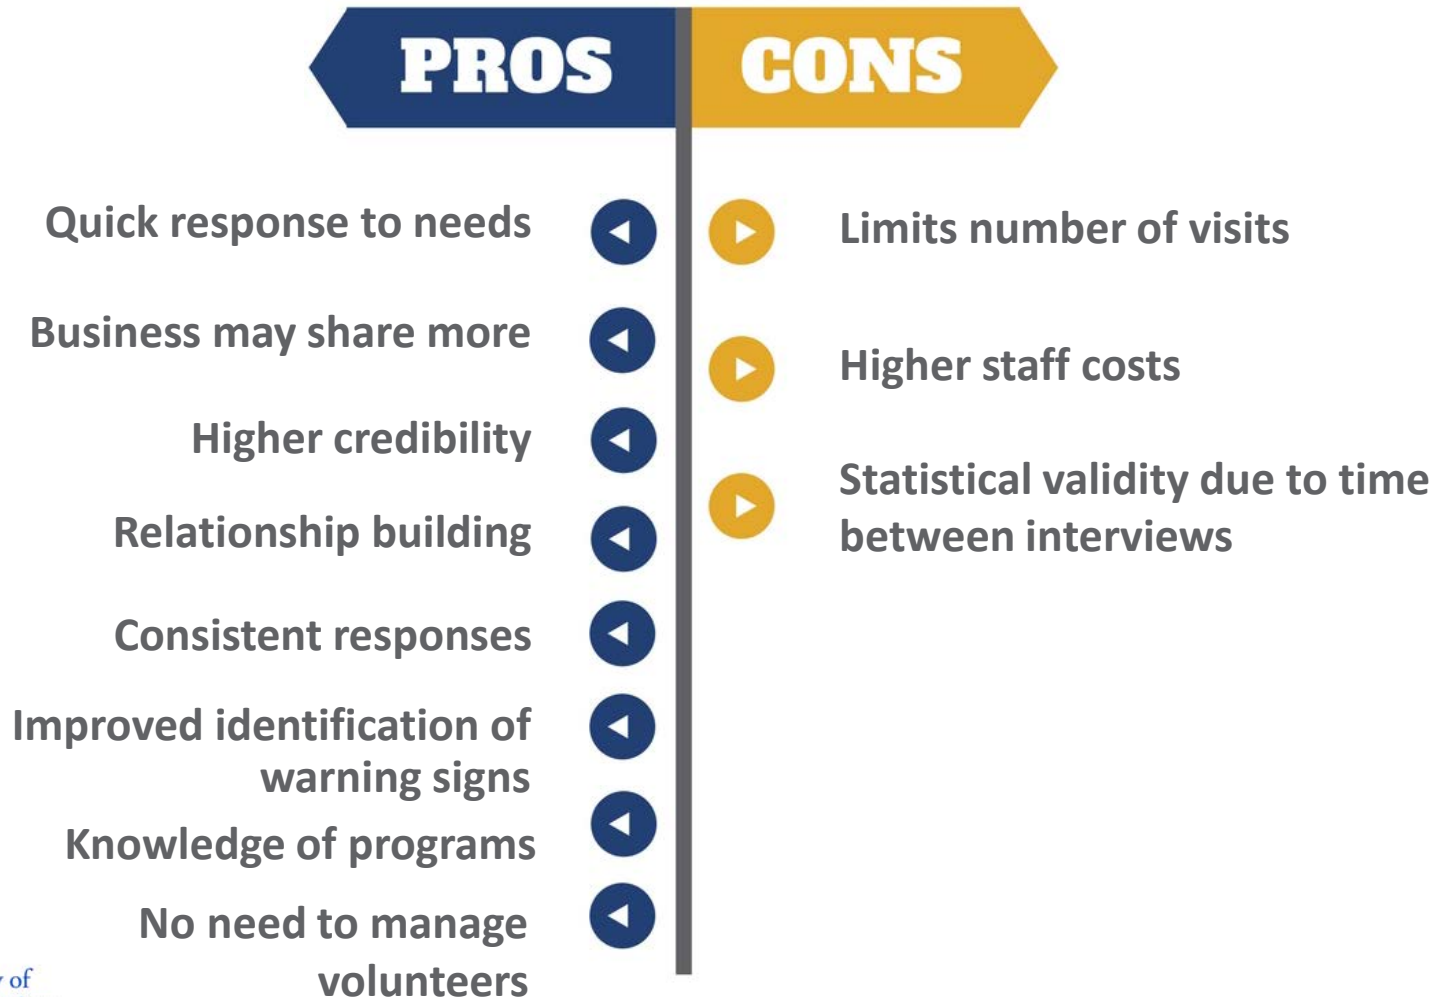 PROS
CONS
Quick response to needs
Business may share more
Higher credibility
Relationship building
Consistent responses
Improved identification of
warning signs
Knowledge of programs
No need to manage
volunteers
Limits number of visits
Higher staff costs
Statistical validity due to time
between interviews
of